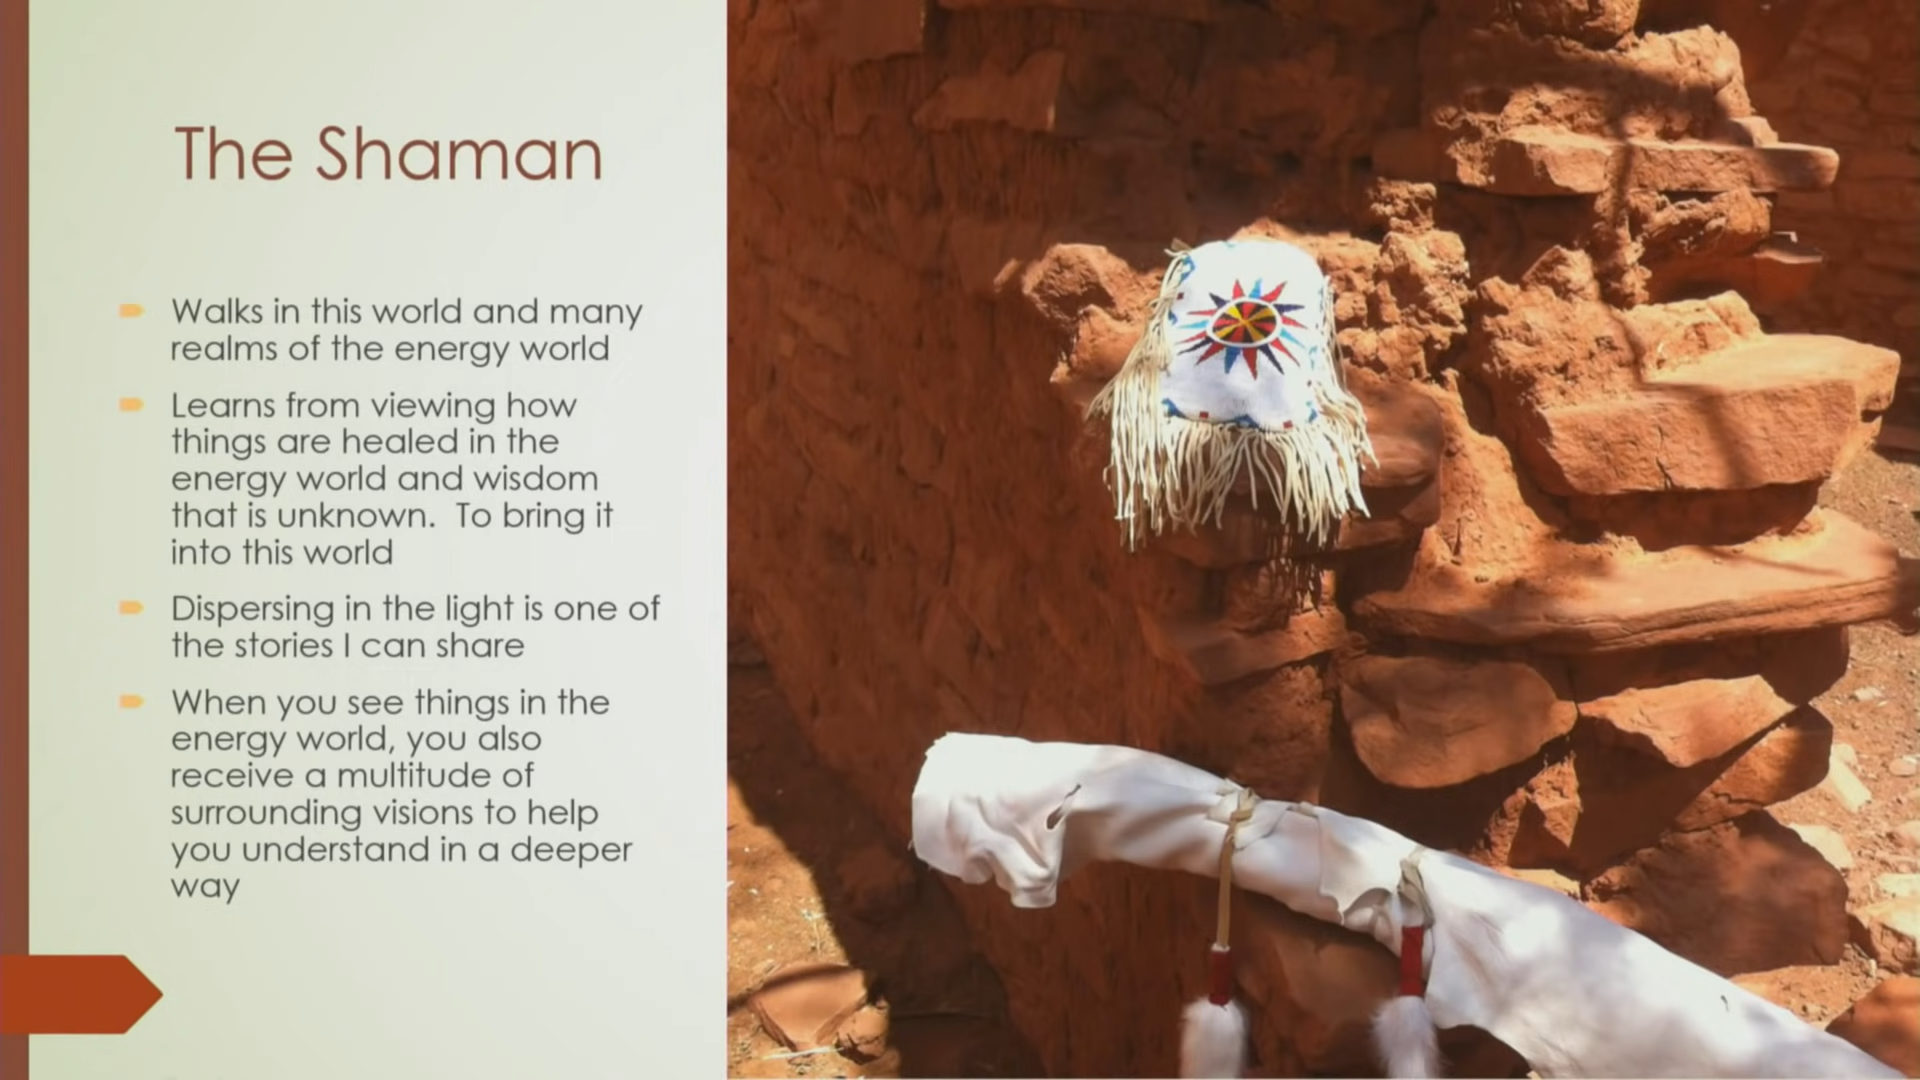 The Shaman
Walks in this world and many
realms of the energy world
Learns from viewing how
things are healed in the
energy world and wisdom
that is unknown.  To bring it
into this world
Dispersing in the light is one of
the stories I can share
When you see things in the
energy world, you also
receive a multitude of
surrounding visions to help
you understand in a deeper
way